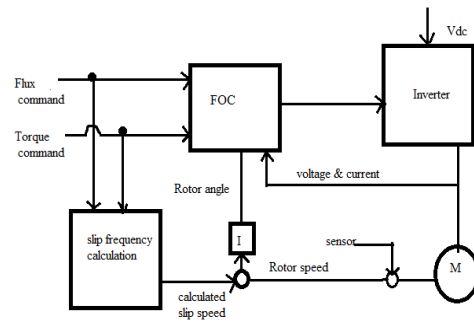 Vdc
Flux
command
FOC
Inverter
Torque
command
voltage & current
Rotor angle
slip frequency
calculation
I
sensor
Rotor speed
M
calculated
slip speed